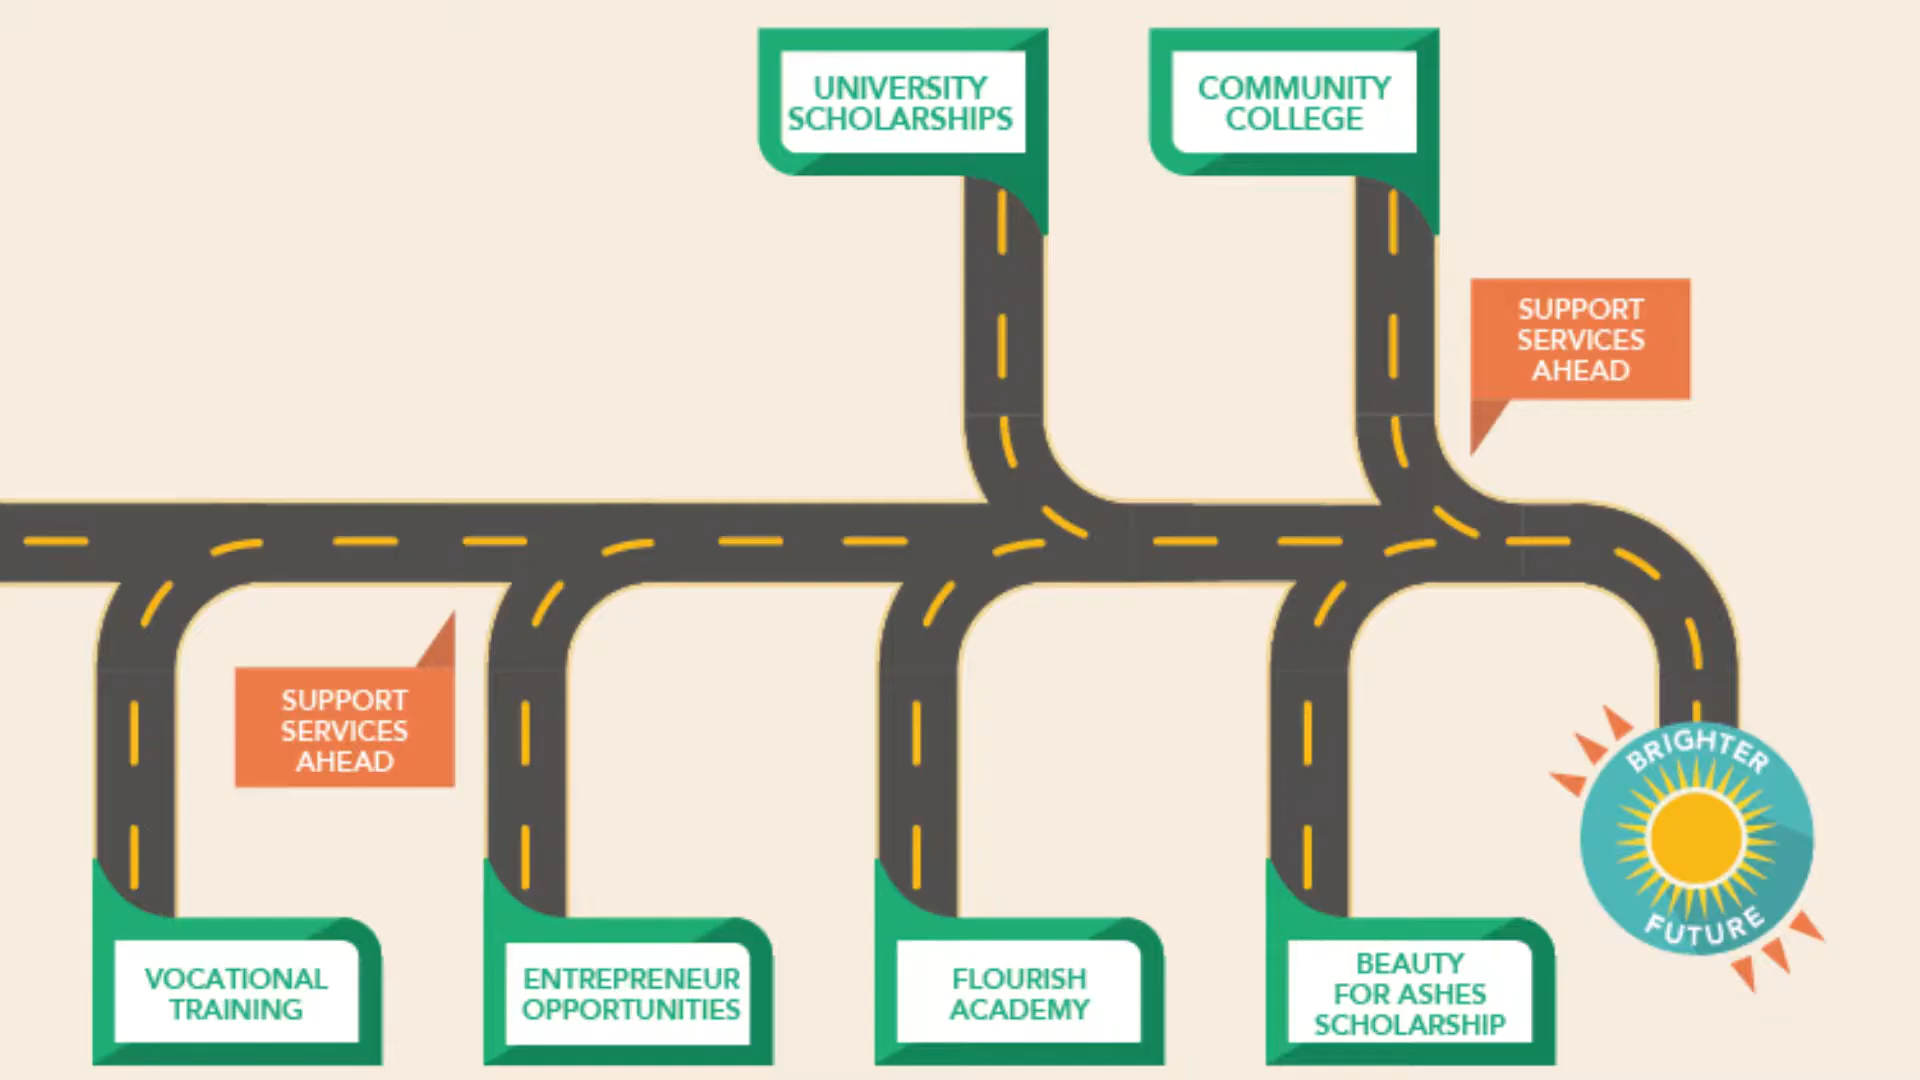 UNIVERSITY
SCHOLARSHIPS
COMMUNITY
COLLEGE
SUPPORT
SERVICES
AHEAD
SUPPORT
SERVICES
AHEAD
BRIGHTER
FUTURE
VOCATIONAL
TRAINING
ENTREPRENEUR
OPPORTUNITIES
FLOURISH
ACADEMY
BEAUTY
FOR ASHES
SCHOLARSHIP